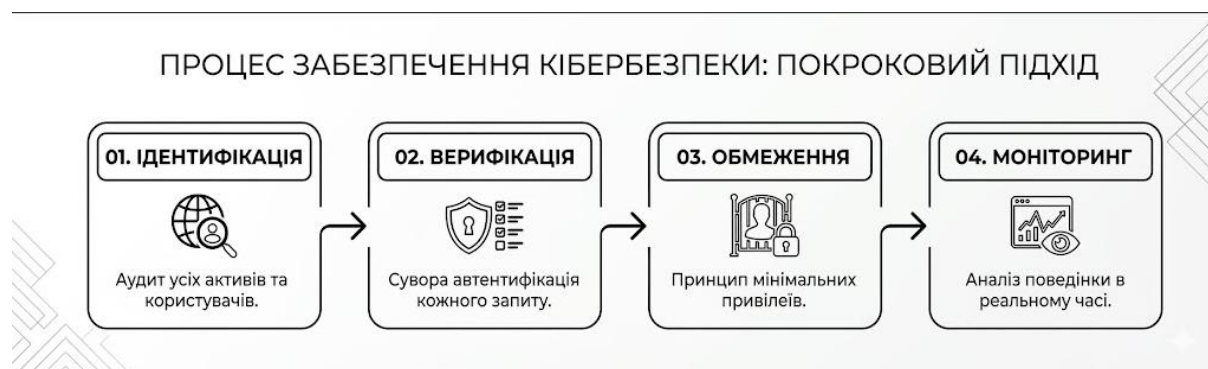 ПРОЦЕС ЗАБЕЗПЕЧЕННЯ КІБЕРБЕЗПЕКИ: ПОКРОКОВИЙ ПІДХІД
01. ІДЕНТИФІКАЦІЯ
Аудит усіх активів та
користувачів.
02. ВЕРИФІКАЦІЯ
Сувора автентифікація
кожного запиту.
03. ОБМЕЖЕННЯ
Принцип мінімальних
привілеїв.
04. МОНІТОРИНГ
Аналіз поведінки в
реальному часі.